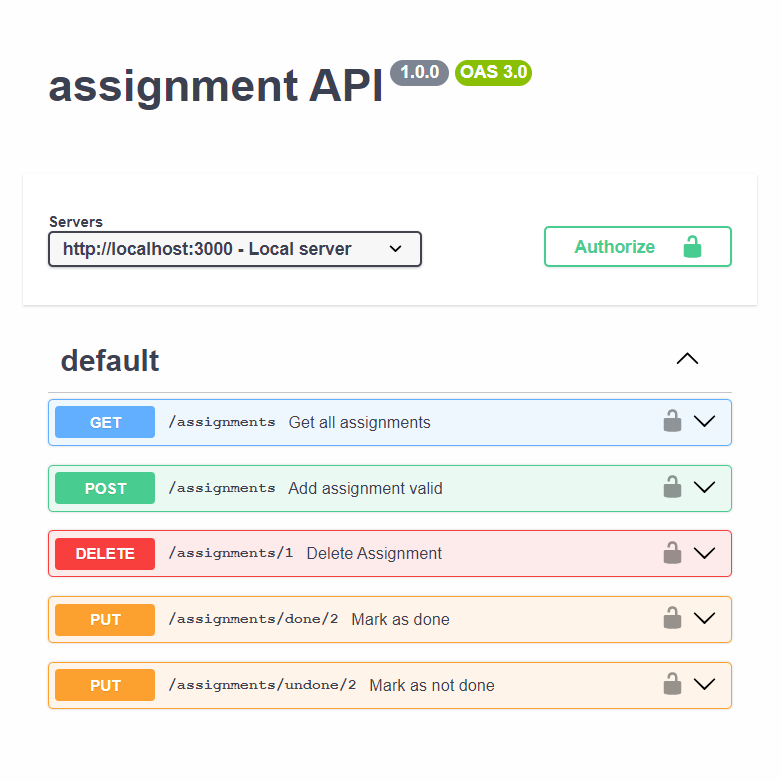 assignment API 1.0.0 OAS 3.0
Servers
http://localhost:3000 - Local server
Authorize
default
GET /assignments Get all assignments
POST /assignments Add assignment valid
DELETE /assignments/1 Delete Assignment
PUT /assignments/done/2 Mark as done
PUT /assignments/undone/2 Mark as not done